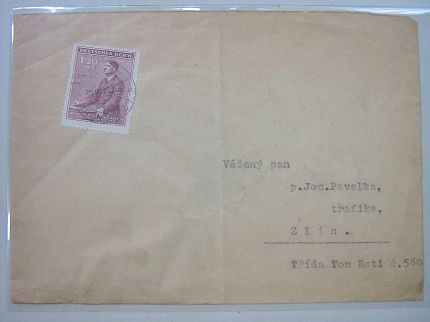 DEUTSCHES REICH
1.20
Vážený pan
p.Jos.Pavelka,
trafika,
Zlín.
Třída Tom Bati č.560